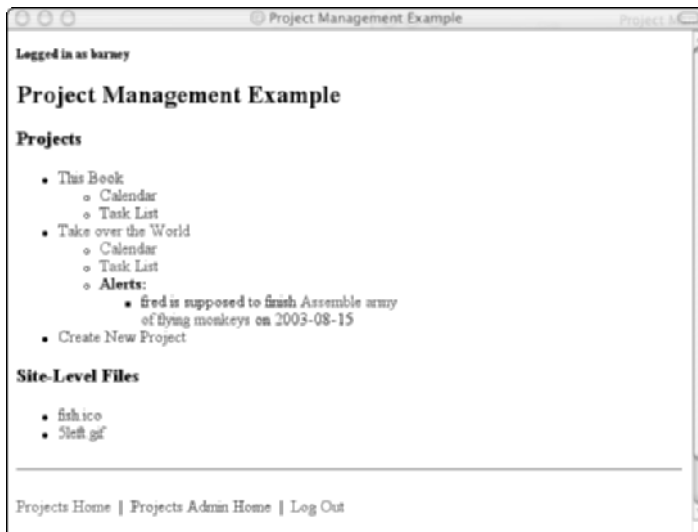 Project Management Example
Project M
Logged in as barney
Project Management Example
Projects
This Book
Calendar
Task List
Take over the World
Calendar
Task List
Alerts:
fred is supposed to finish Assemble army
of flying monkeys on 2003-08-15
Create New Project
Site-Level Files
fish.ico
5left.gif
Projects Home | Projects Admin Home | Log Out